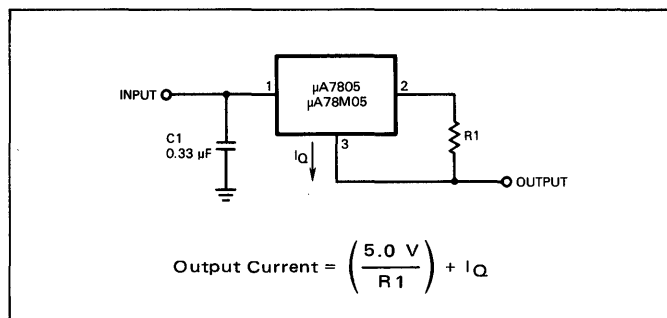 μA7805
μA78M05
INPUT
1
2
3
C1
0.33 μF
IQ
R1
OUTPUT
Output Current = (5.0 V / R1) + IQ